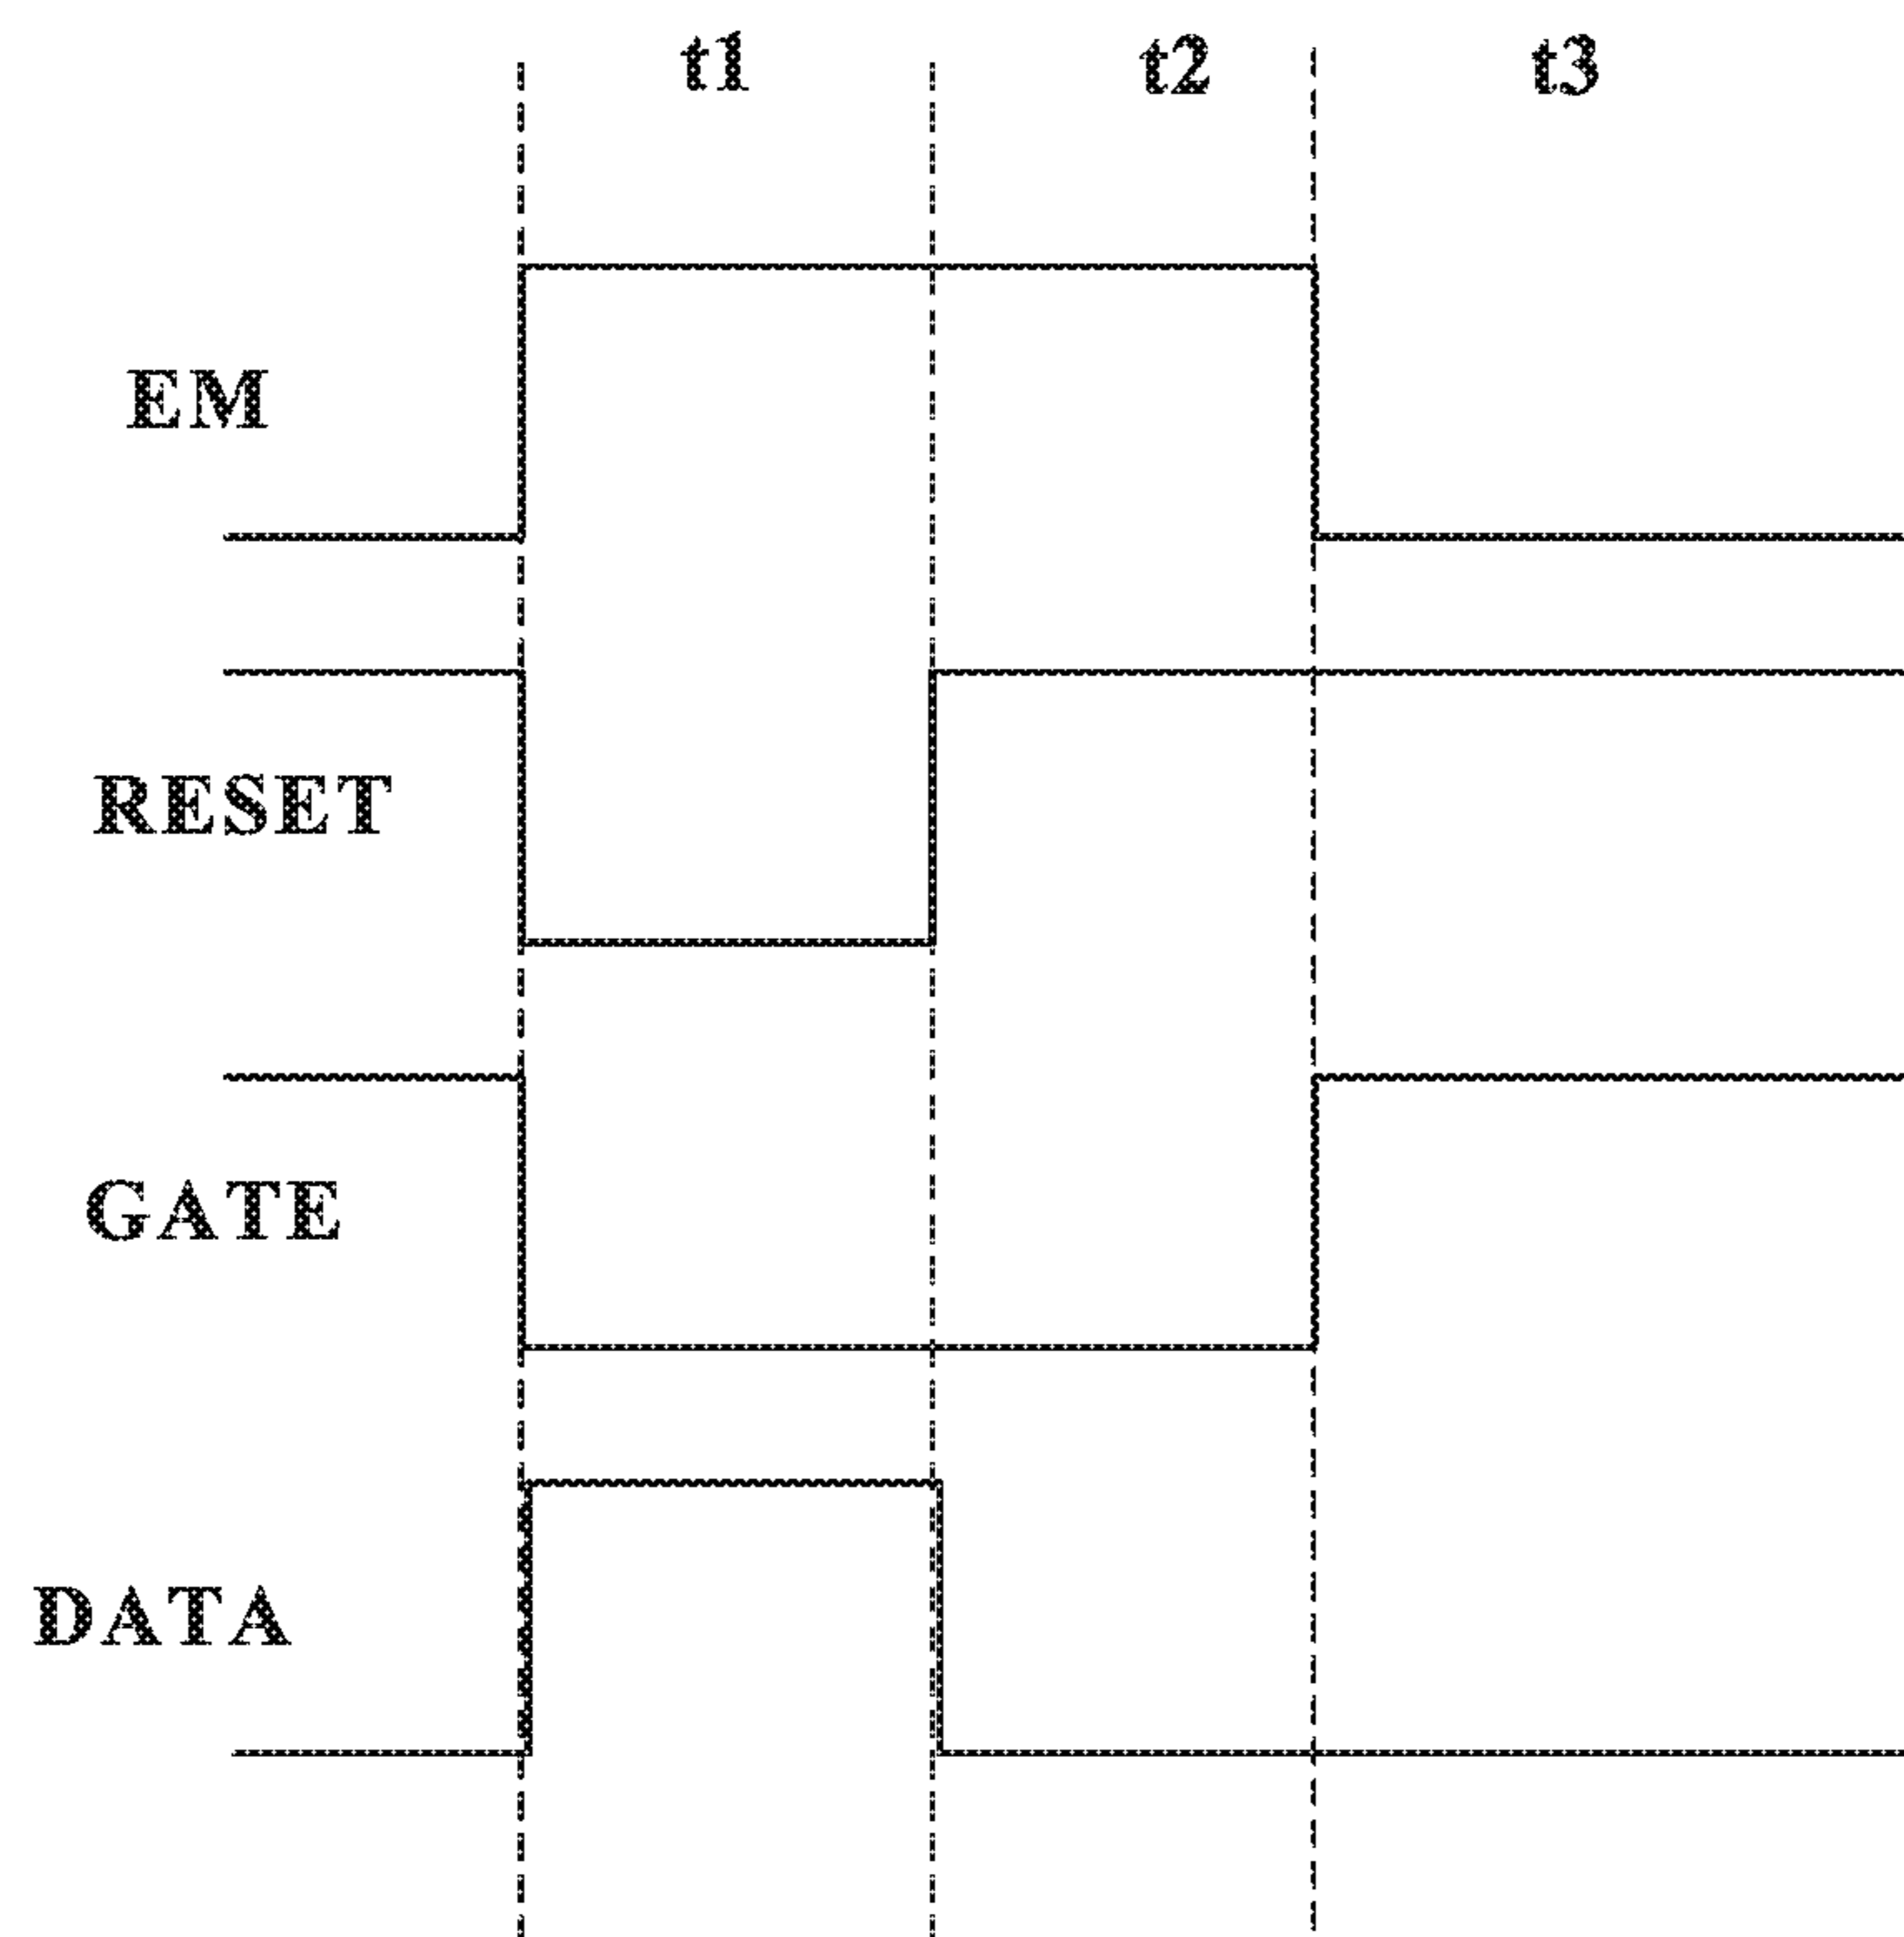 t1 t2 t3
EM
RESET
GATE
DATA